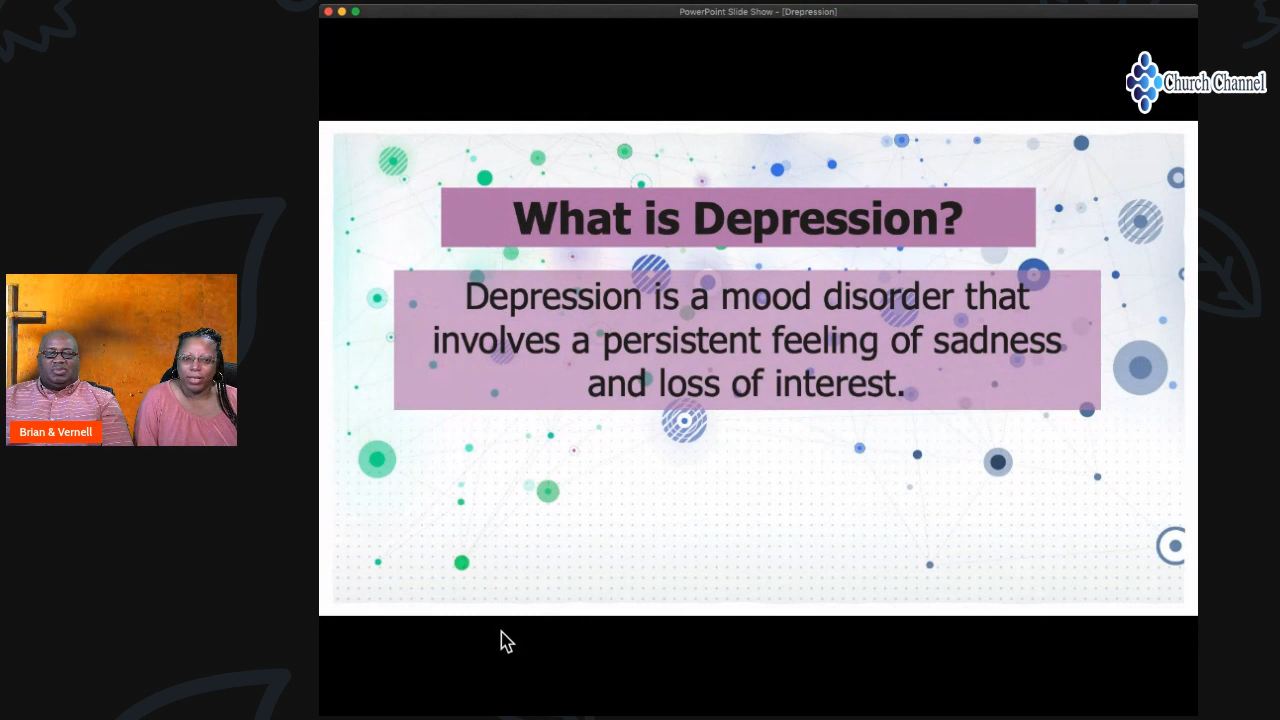 PowerPoint Slide Show - [Drepression]
Church Channel
What is Depression?
Depression is a mood disorder that
involves a persistent feeling of sadness
and loss of interest.
Brian & Vernell